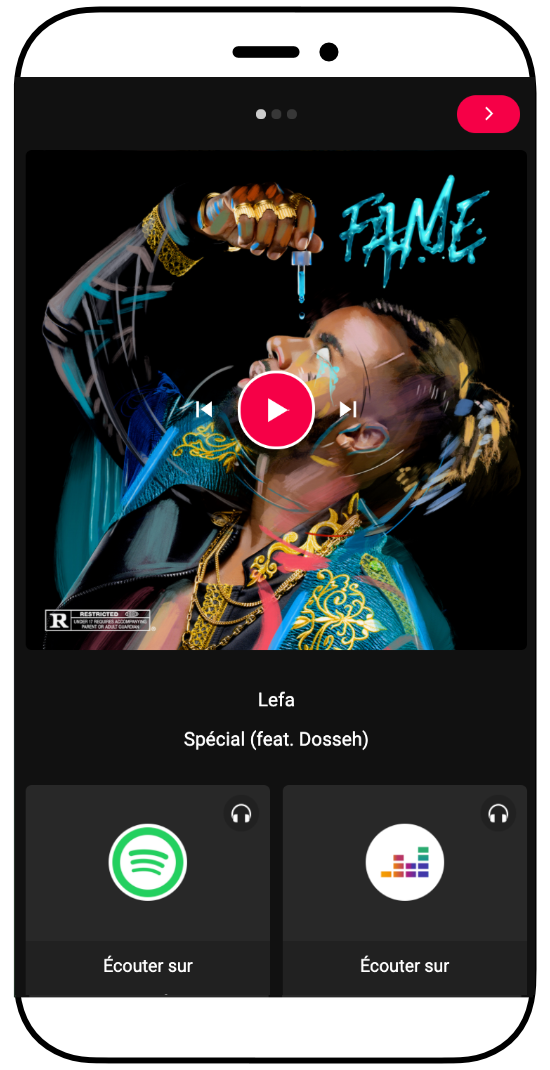 FAME
R
RESTRICTED
UNDER 17 REQUIRES ACCOMPANYING
PARENT OR ADULT GUARDIAN
Lefa
Spécial (feat. Dosseh)
Écouter sur
Écouter sur